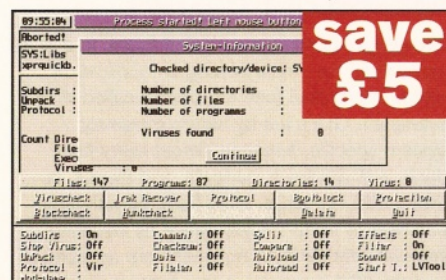 09:55:04 Process started! Left mouse button
save £5
Aborted!
System-Information
SYS:Libs
xprquickb.
Checked directory/device: SY
Subdirs :
Unpack :
Protocol :
Number of directories :
Number of files :
Number of programms :
Viruses found : 0
Count Dire
File
Exec
Viruses : 0
Continue
Files: 147 Programs: 87 Directories: 14 Virus: 0
Viruscheck Trak Recover Protocol Bootblock Protection
Blockcheck Hunkcheck Delete Quit
Subdirs : On Comment : Off Split : Off Effects : Off
Stop Virus: Off Checksum: Off Compare : Off Filter : On
Unpack : Off Date : Off Autoload : Off Sound : Off
Protocol : Vir Filelen : Off Autoread : Off Start I.: LVTool